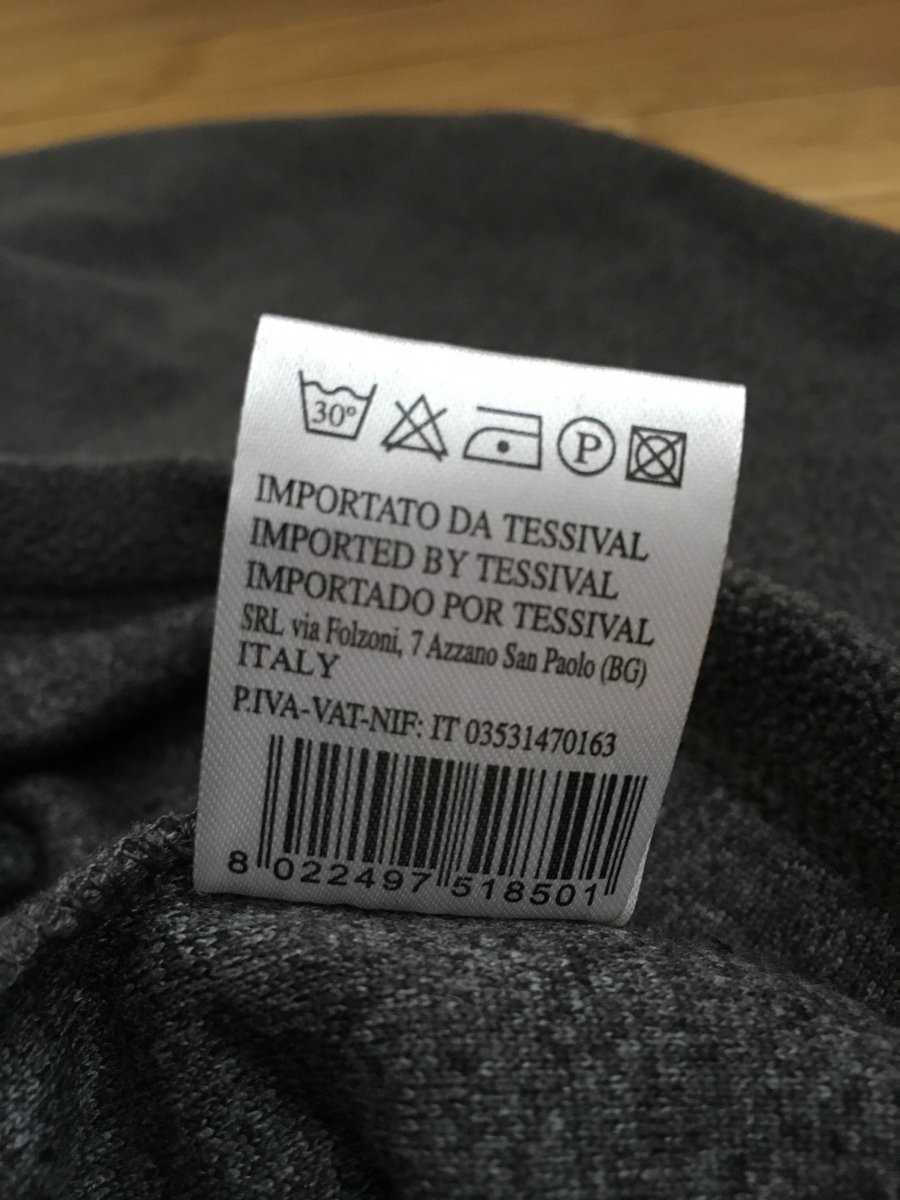 30°
P
IMPORTATO DA TESSIVAL
IMPORTED BY TESSIVAL
IMPORTADO POR TESSIVAL
SRL via Folzoni, 7 Azzano San Paolo (BG)
ITALY
P.IVA-VAT-NIF: IT 03531470163
8 022497 518501